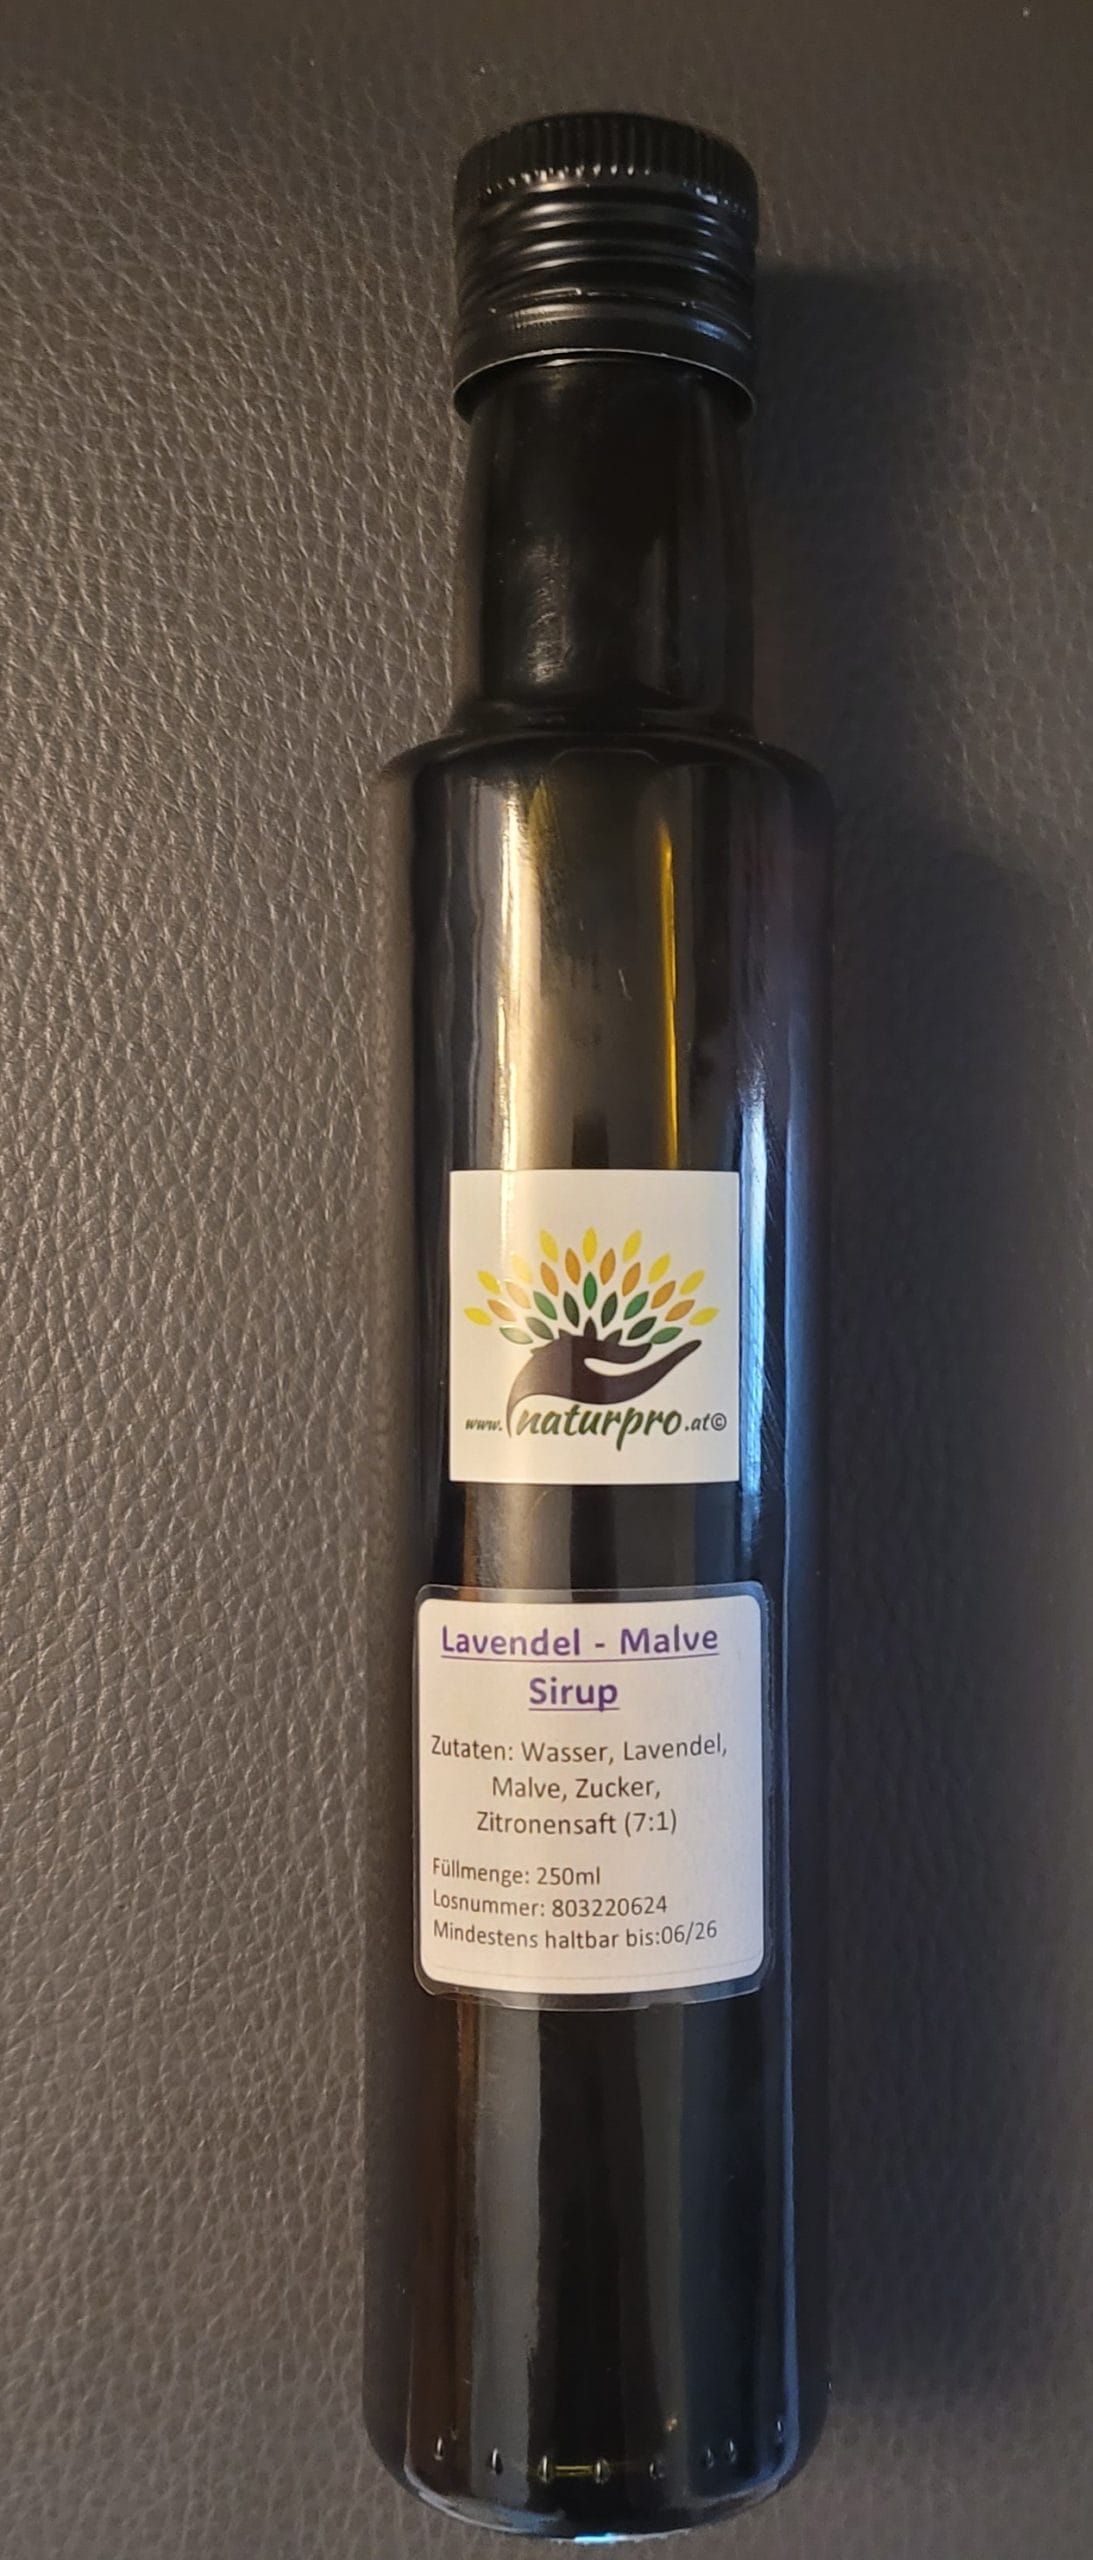 www.naturpro.at©
Lavendel - Malve
Sirup
Zutaten: Wasser, Lavendel,
Malve, Zucker,
Zitronensaft (7:1)
Füllmenge: 250ml
Losnummer: 803220624
Mindestens haltbar bis:06/26